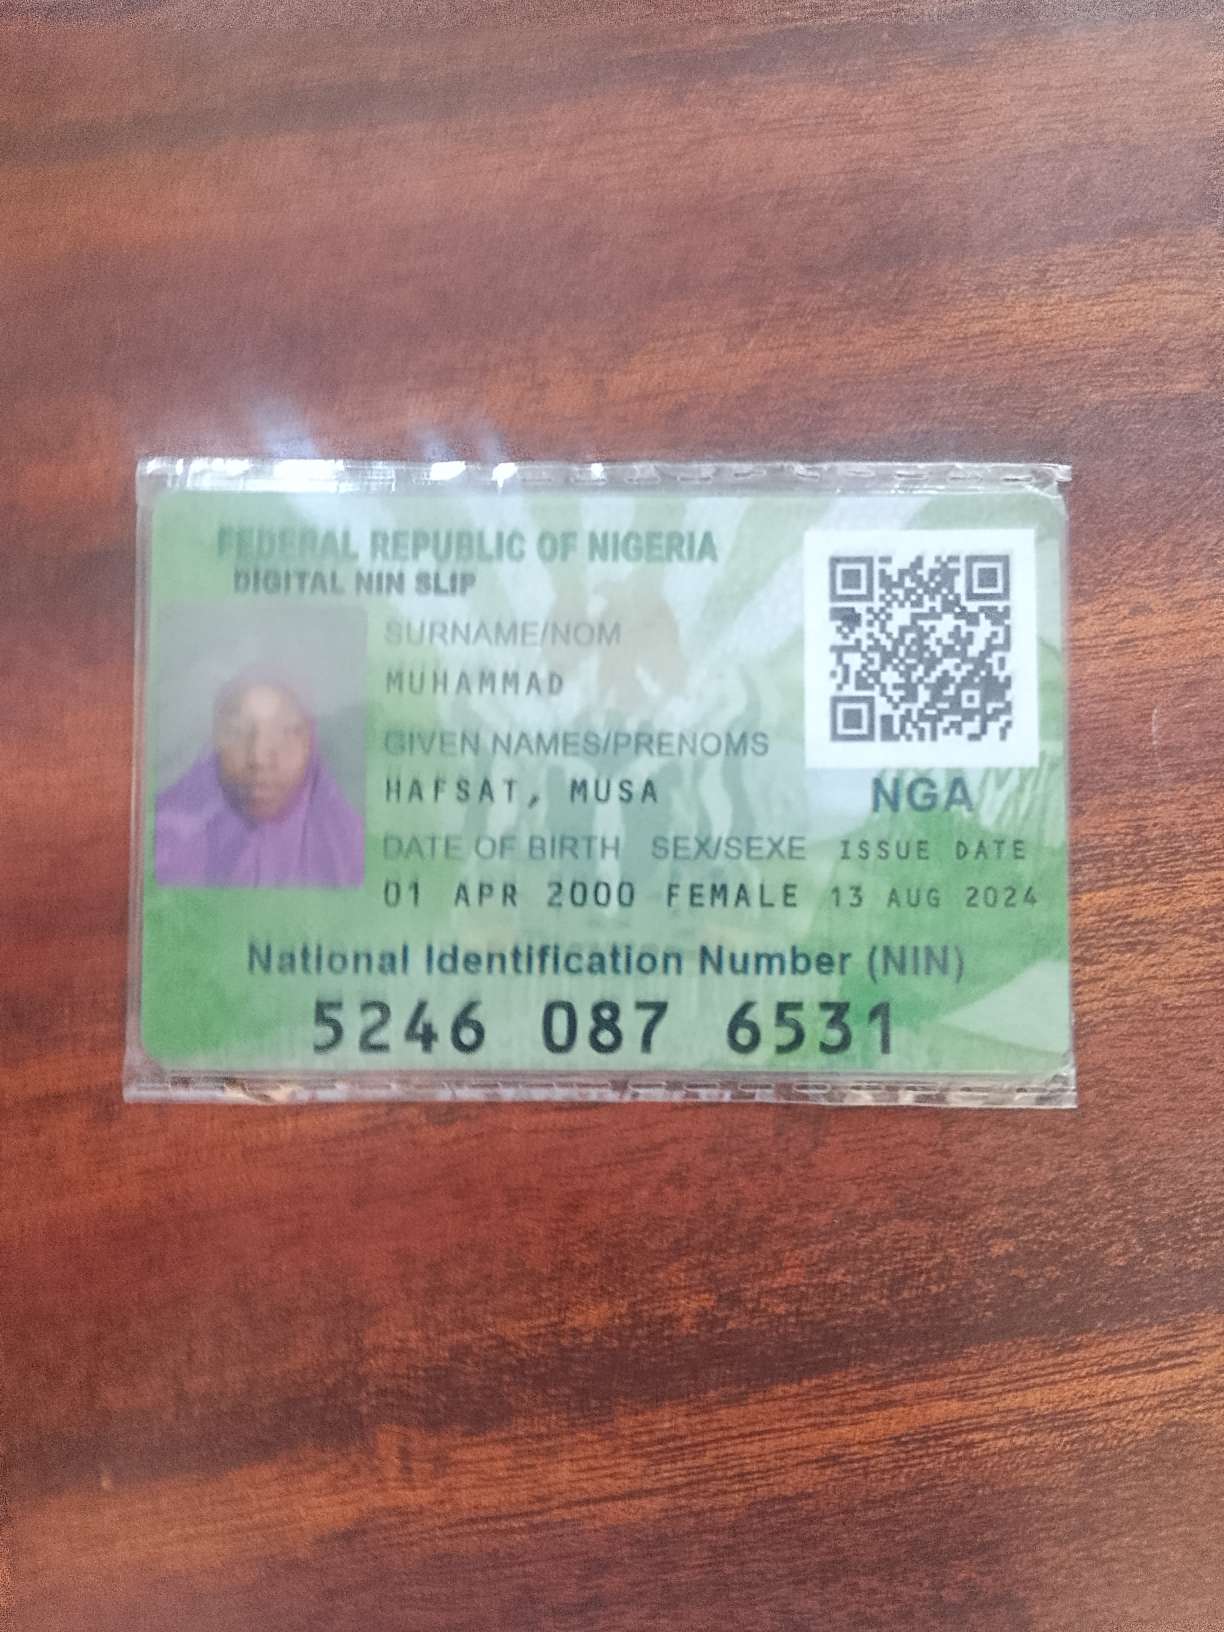 FEDERAL REPUBLIC OF NIGERIA
DIGITAL NIN SLIP
SURNAME/NOM
MUHAMMAD
GIVEN NAMES/PRENOMS
HAFSAT, MUSA
NGA
DATE OF BIRTH SEX/SEXE ISSUE DATE
01 APR 2000 FEMALE 13 AUG 2024
National Identification Number (NIN)
5246 087 6531